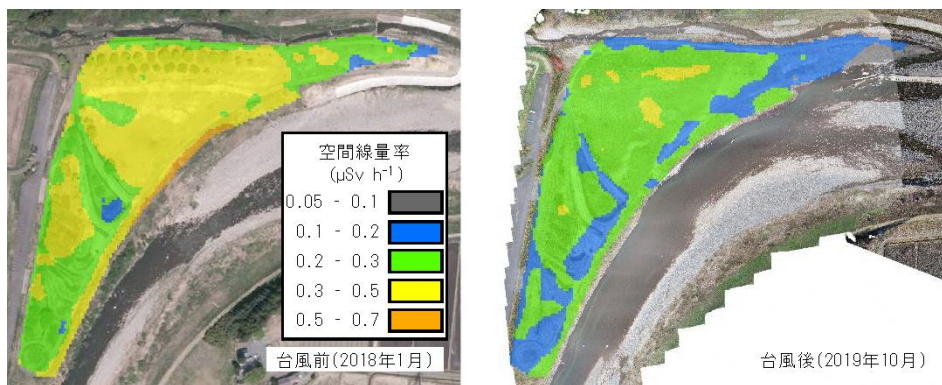 空間線量率
(μSv h⁻¹)
0.05 - 0.1
0.1 - 0.2
0.2 - 0.3
0.3 - 0.5
0.5 - 0.7
台風前(2018年1月)
台風後(2019年10月)